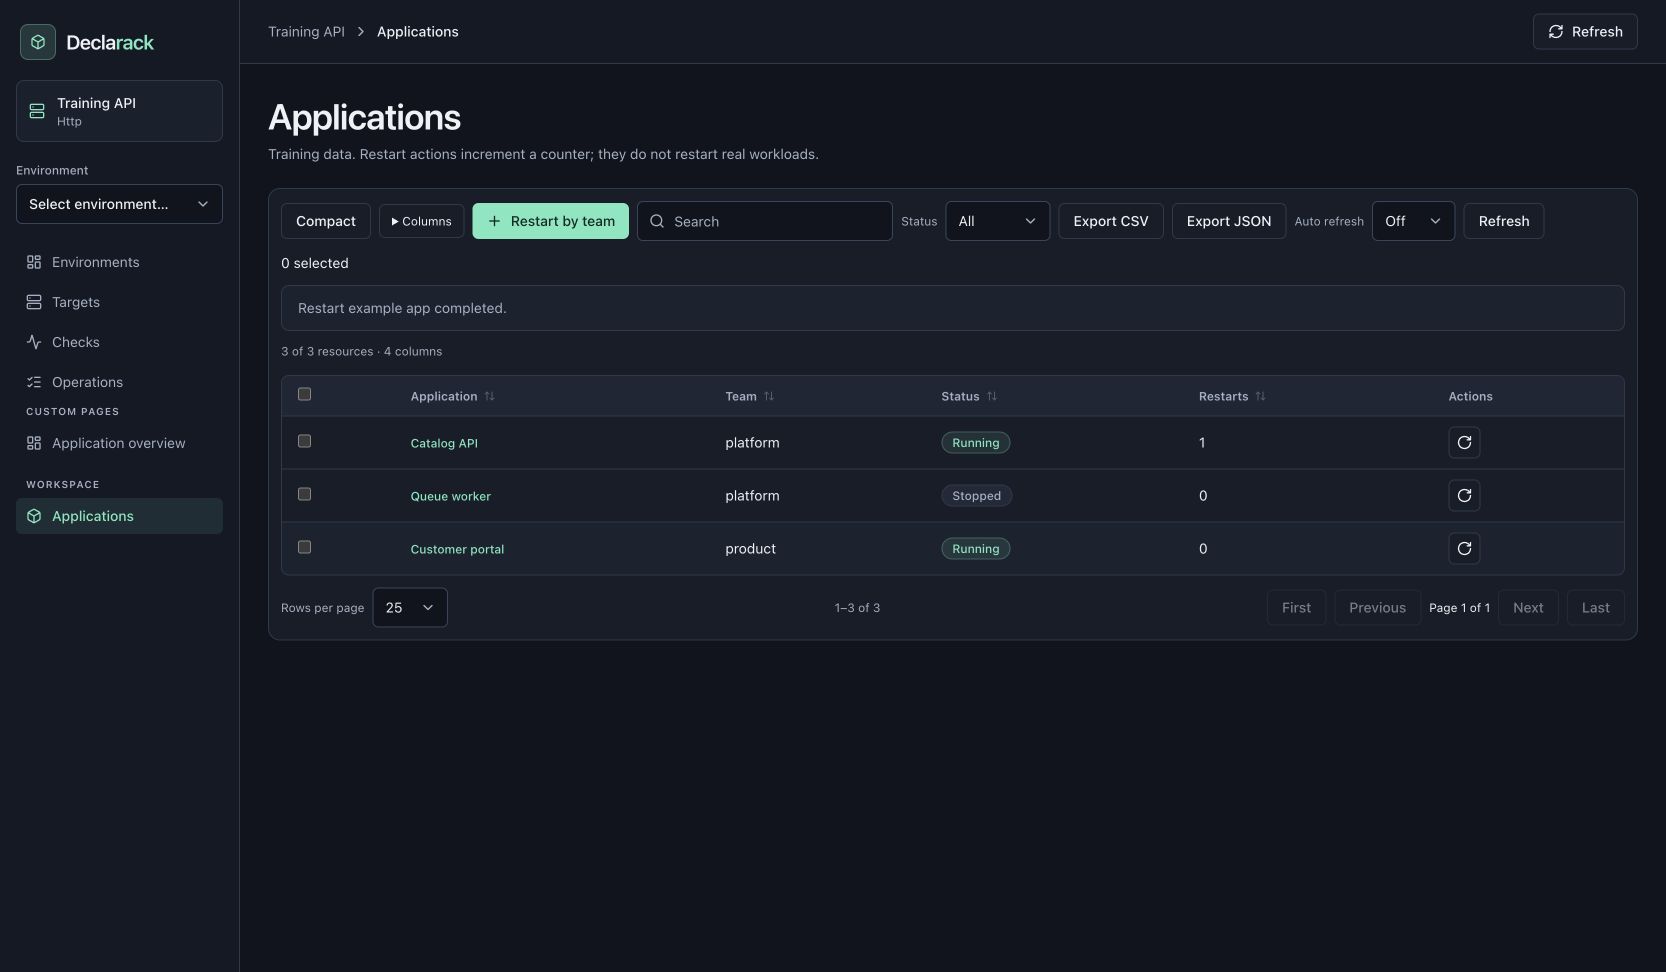 Declarack
Training API
Http
Environment
Select environment...
Environments
Targets
Checks
Operations
CUSTOM PAGES
Application overview
WORKSPACE
Applications
Training API > Applications
Refresh
Applications
Training data. Restart actions increment a counter; they do not restart real workloads.
Compact Columns + Restart by team Search Status All Export CSV Export JSON Auto refresh Off Refresh
0 selected
Restart example app completed.
3 of 3 resources · 4 columns
Application Team Status Restarts Actions
Catalog API platform Running 1
Queue worker platform Stopped 0
Customer portal product Running 0
Rows per page 25 1–3 of 3 First Previous Page 1 of 1 Next Last